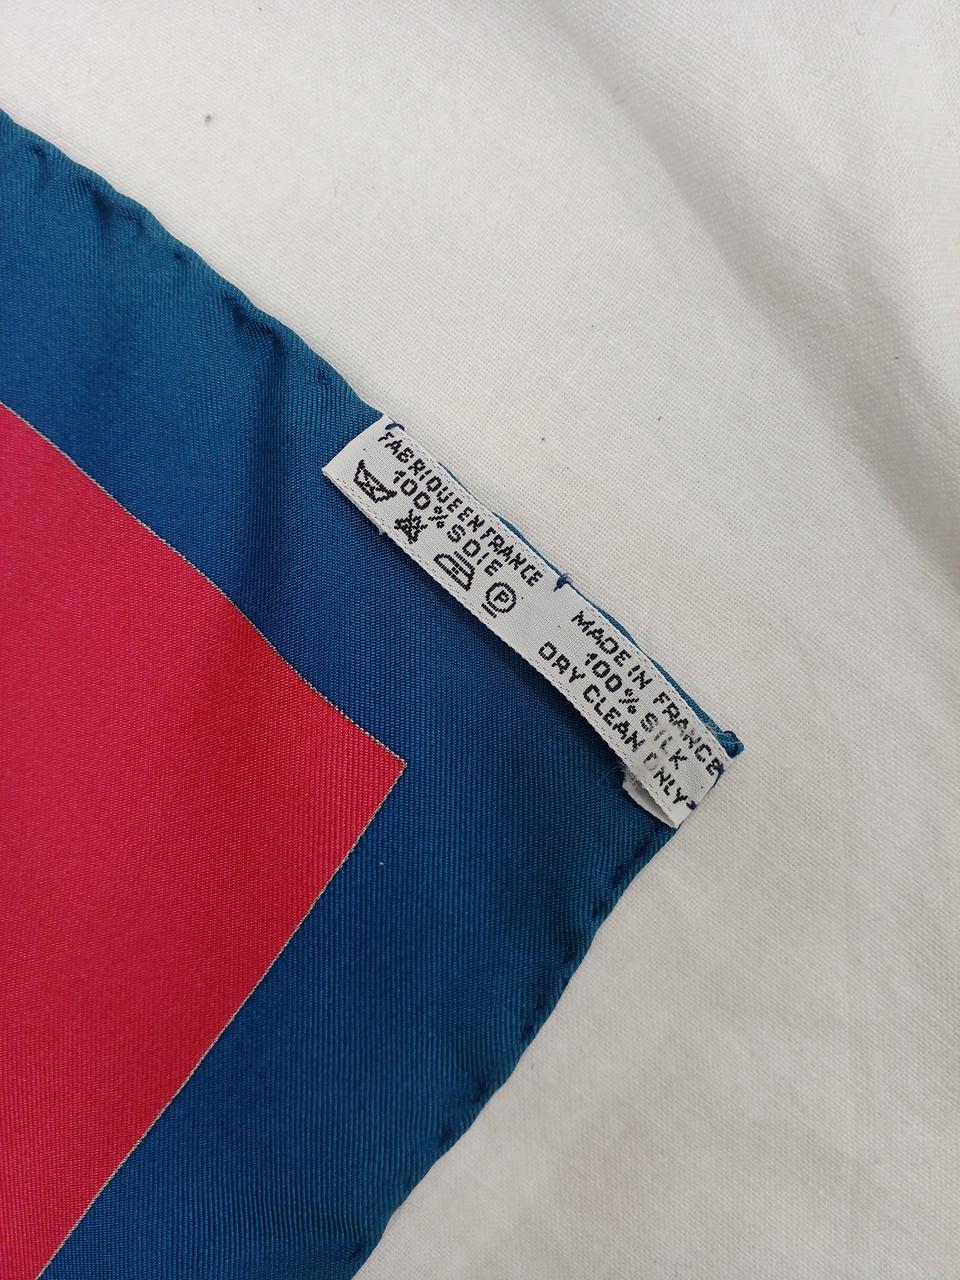 FABRIQUE EN FRANCE
100% SOIE
P
MADE IN FRANCE
100% SILK
DRY CLEAN ONLY